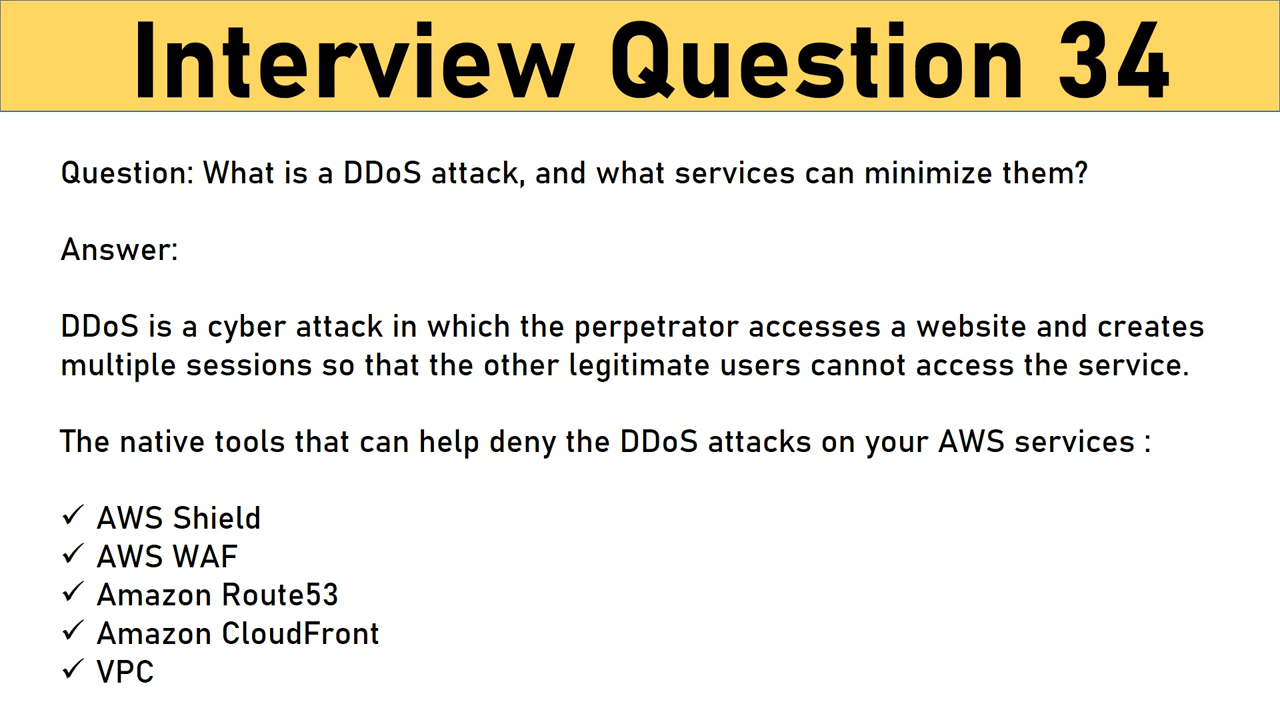 Interview Question 34
Question: What is a DDoS attack, and what services can minimize them?
Answer:
DDoS is a cyber attack in which the perpetrator accesses a website and creates
multiple sessions so that the other legitimate users cannot access the service.
The native tools that can help deny the DDoS attacks on your AWS services :
✓ AWS Shield
✓ AWS WAF
✓ Amazon Route53
✓ Amazon CloudFront
✓ VPC